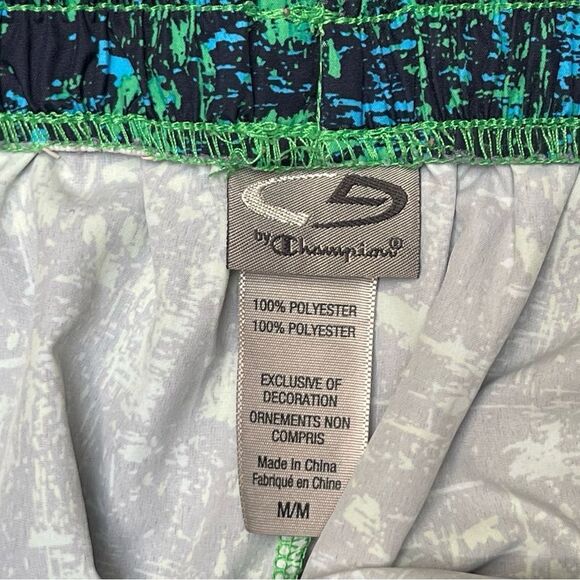 by Champion®
100% POLYESTER
100% POLYESTER
EXCLUSIVE OF
DECORATION
ORNEMENTS NON
COMPRIS
Made In China
Fabriqué en Chine
M/M